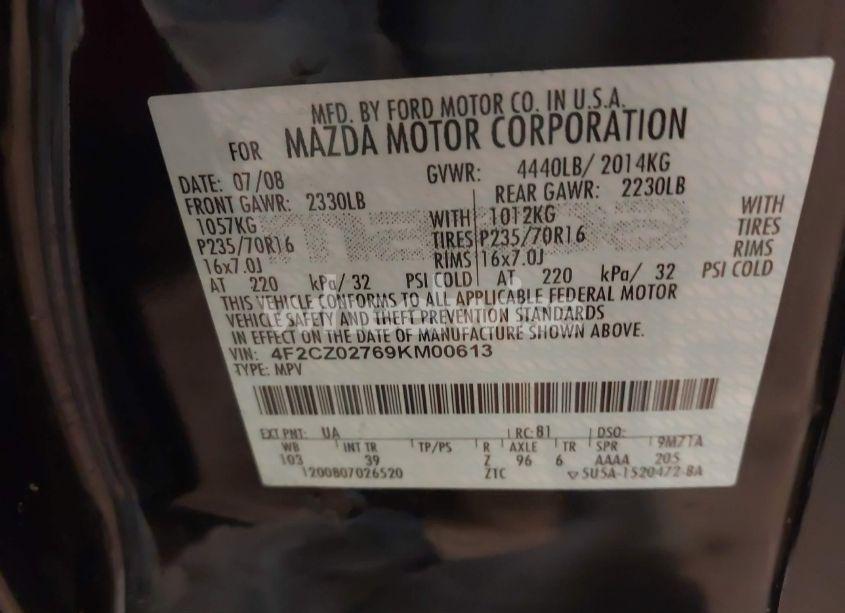 MFD. BY FORD MOTOR CO. IN U.S.A.
FOR MAZDA MOTOR CORPORATION
DATE: 07/08 GVWR: 4440LB/ 2014KG
FRONT GAWR: 2330LB REAR GAWR: 2230LB
1057KG WITH 1012KG WITH
P235/70R16 TIRES P235/70R16 TIRES
16x7.0J RIMS 16x7.0J RIMS
AT 220 kPa/ 32 PSI COLD AT 220 kPa/ 32 PSI COLD
THIS VEHICLE CONFORMS TO ALL APPLICABLE FEDERAL MOTOR
VEHICLE SAFETY AND THEFT PREVENTION STANDARDS
IN EFFECT ON THE DATE OF MANUFACTURE SHOWN ABOVE.
VIN: 4F2CZ02769KM00613
TYPE: MPV
EXT PNT: UA RC: 81 DSO:
WB INT TR TP/PS R AXLE TR SPR 9M7TA
103 39 Z 96 6 AAAA 205
1200807026520 ZTC 5U5A-1520472-BA